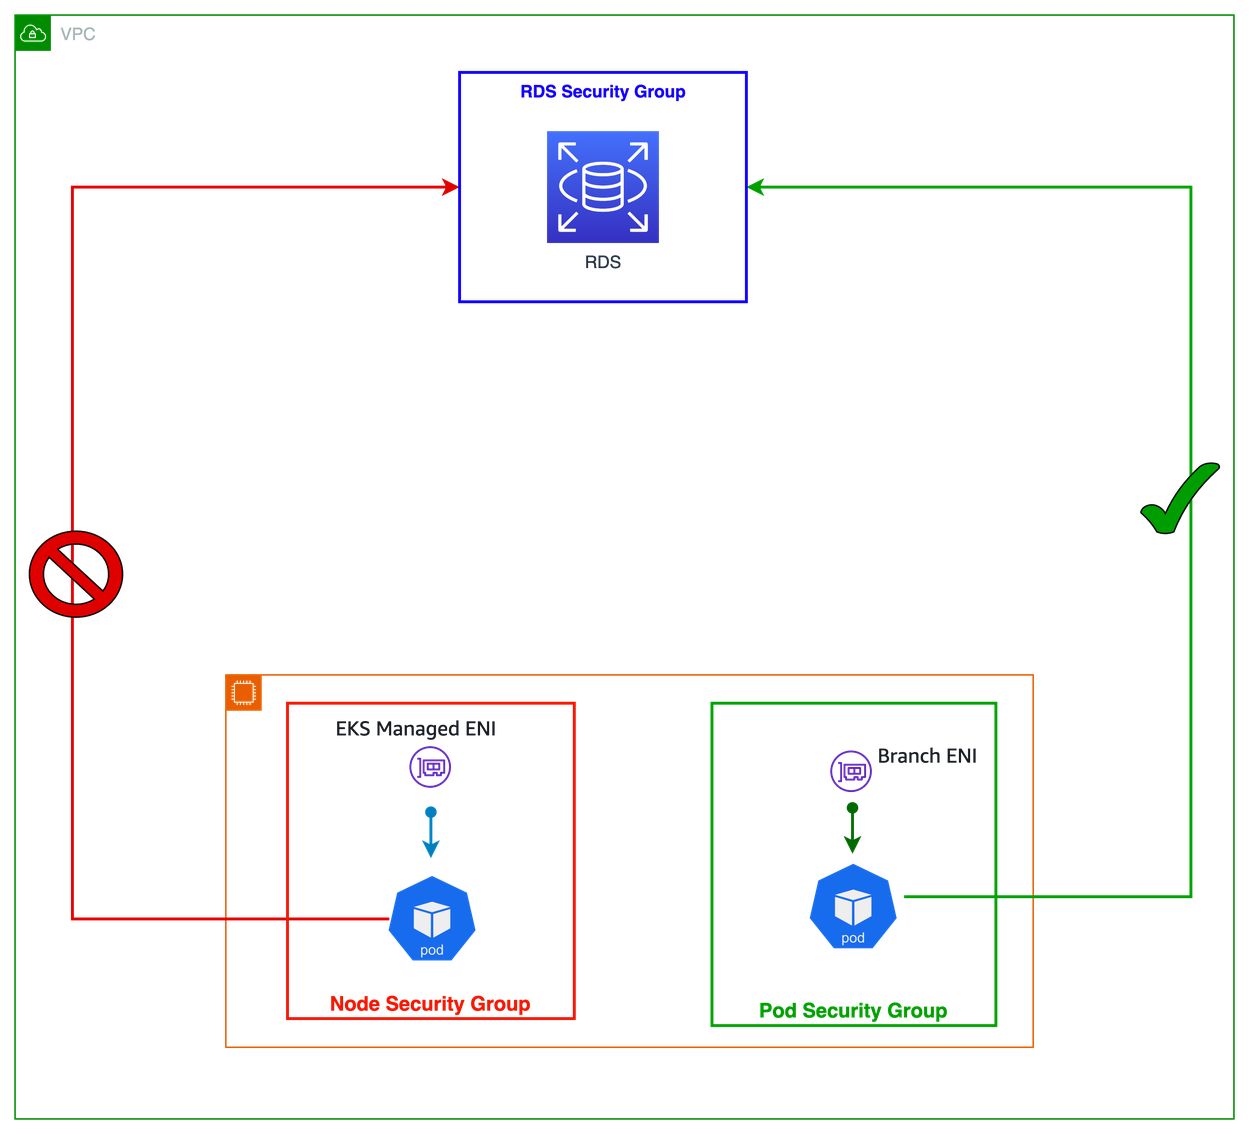 VPC
RDS Security Group
RDS
EKS Managed ENI
Branch ENI
pod
pod
Node Security Group
Pod Security Group